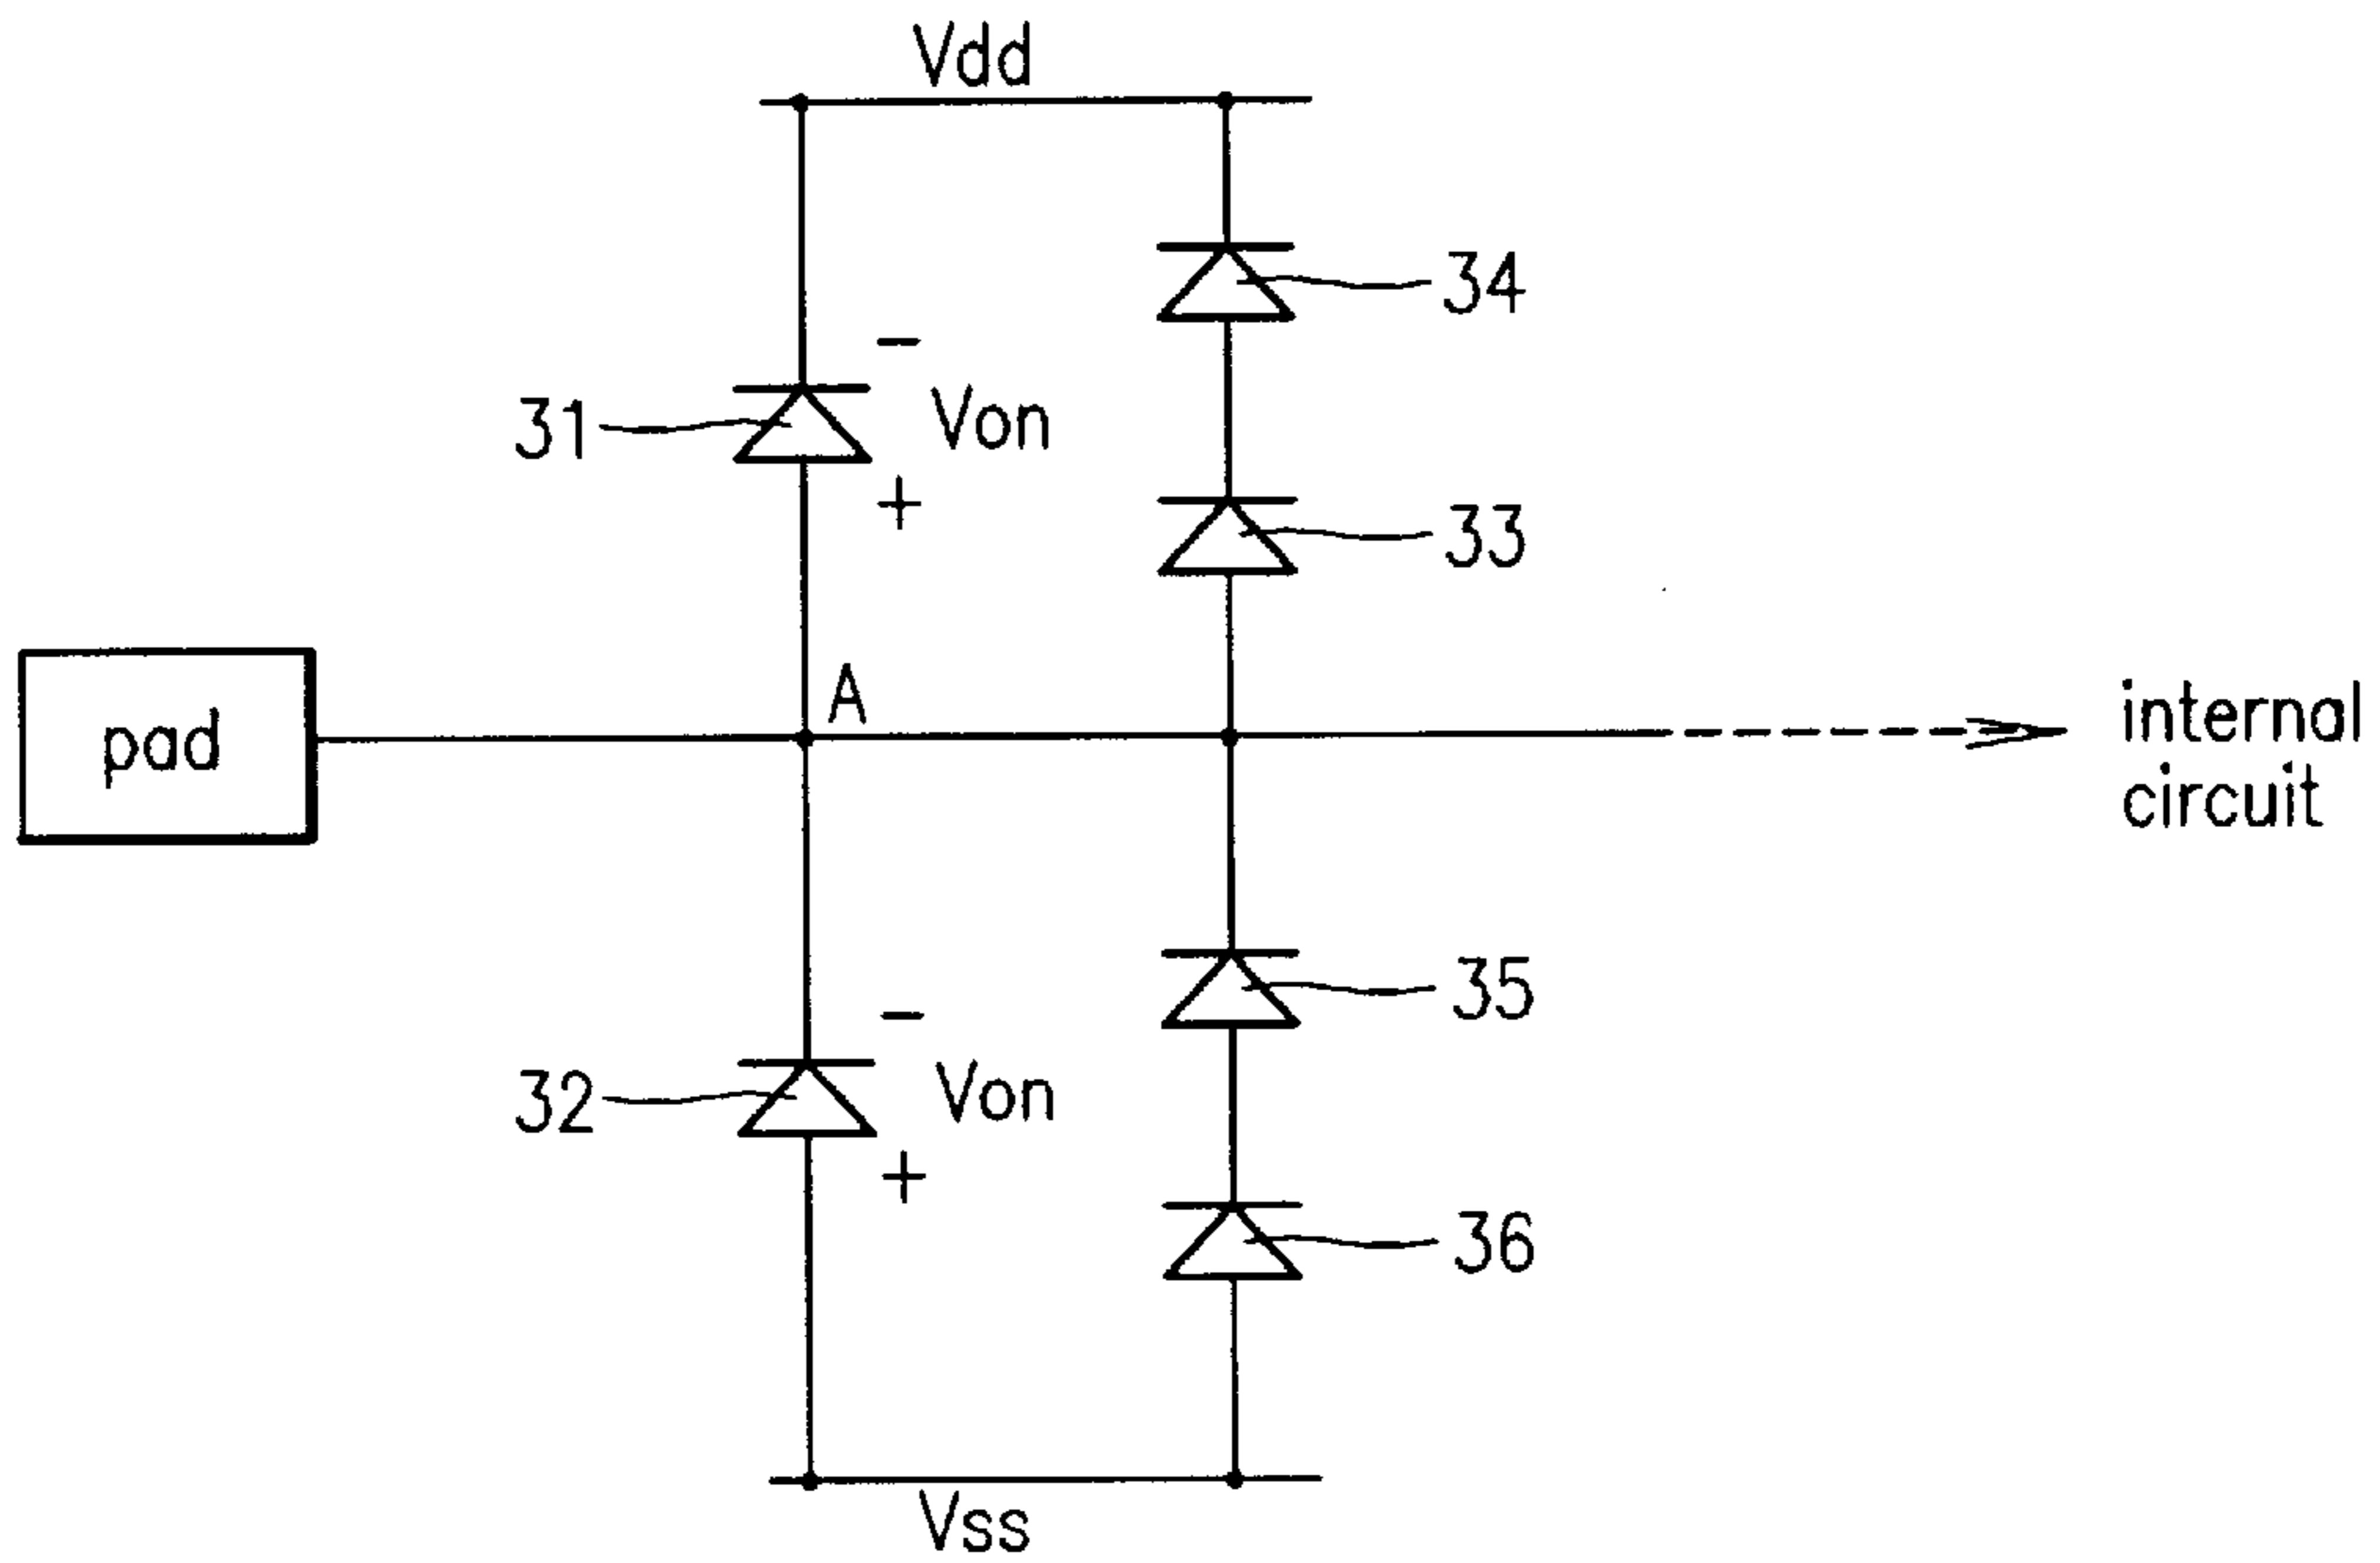 Vdd
34
−
31
Von
+
33
A
pad
internal
circuit
35
−
32
Von
+
36
Vss